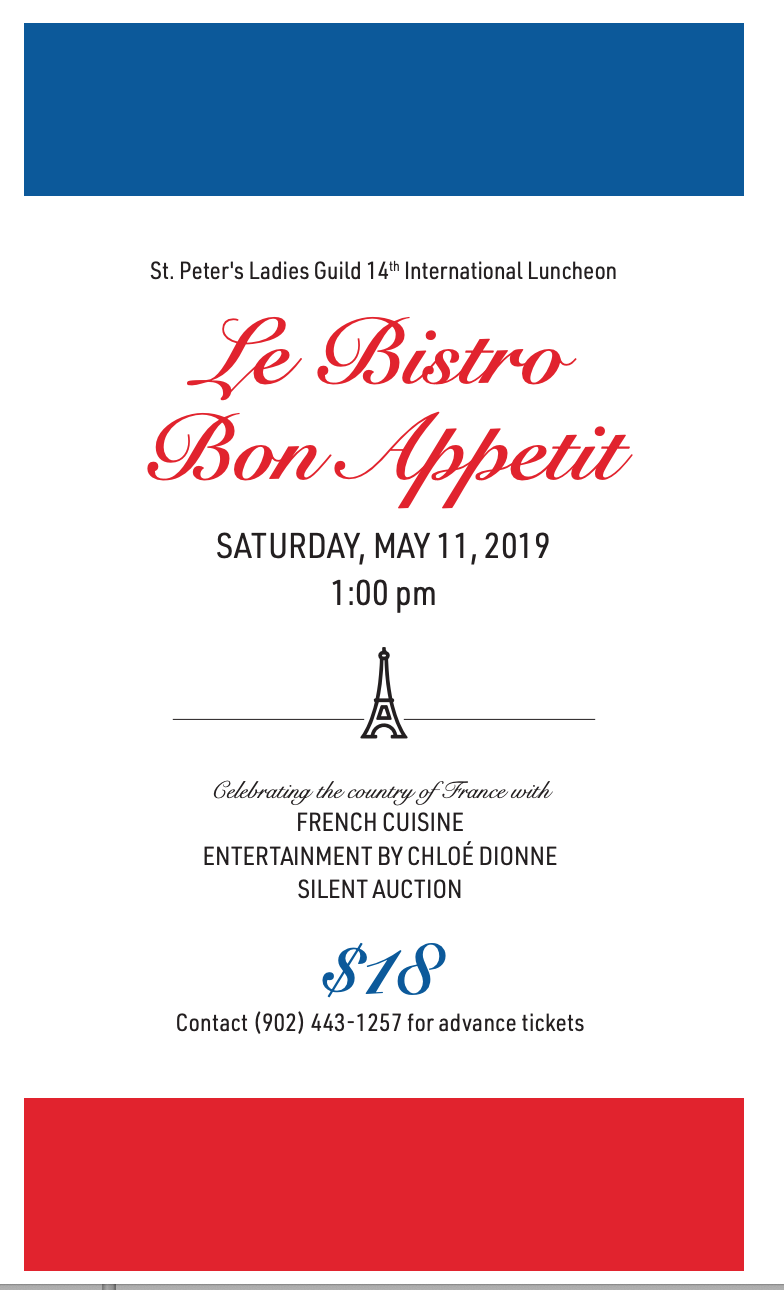 St. Peter's Ladies Guild 14th International Luncheon
Le Bistro
Bon Appetit
SATURDAY, MAY 11, 2019
1:00 pm
Celebrating the country of France with
FRENCH CUISINE
ENTERTAINMENT BY CHLOÉ DIONNE
SILENT AUCTION
$18
Contact (902) 443-1257 for advance tickets